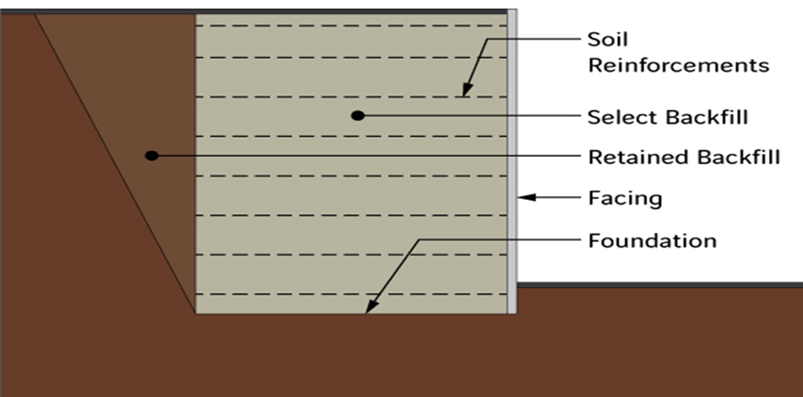 Soil
Reinforcements
Select Backfill
Retained Backfill
Facing
Foundation